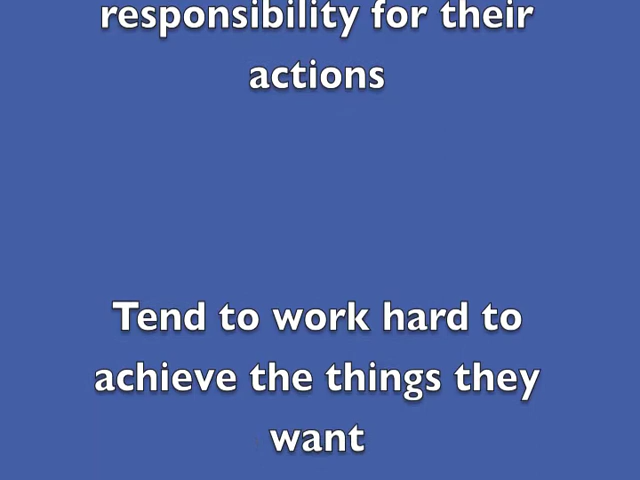 responsibility for their
actions
Tend to work hard to
achieve the things they
want